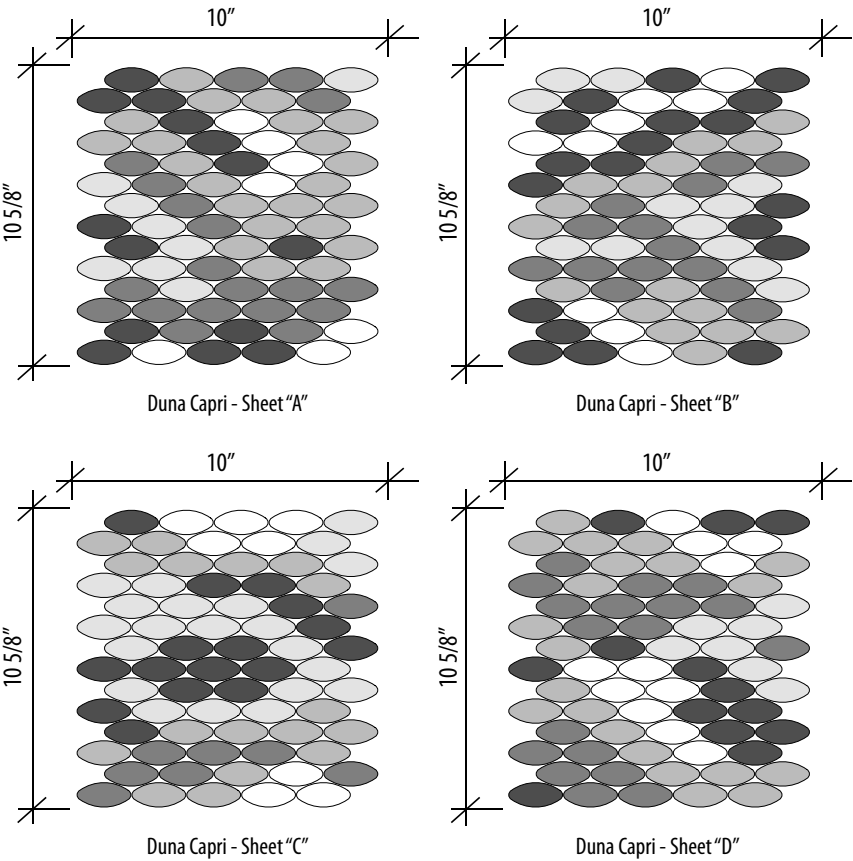 10”
10”
10 5/8”
10 5/8”
Duna Capri - Sheet “A”
Duna Capri - Sheet “B”
10”
10”
10 5/8”
10 5/8”
Duna Capri - Sheet “C”
Duna Capri - Sheet “D”